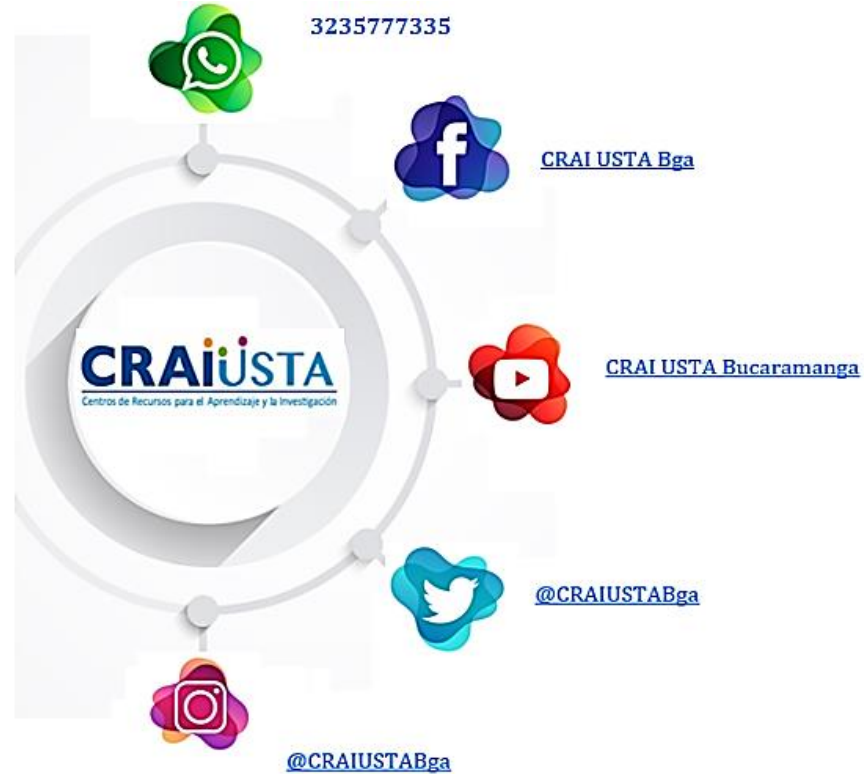 3235777335
CRAI USTA Bga
CRAI USTA Bucaramanga
CRAIUSTA
Centros de Recursos para el Aprendizaje y la Investigación
@CRAIUSTABga
@CRAIUSTABga